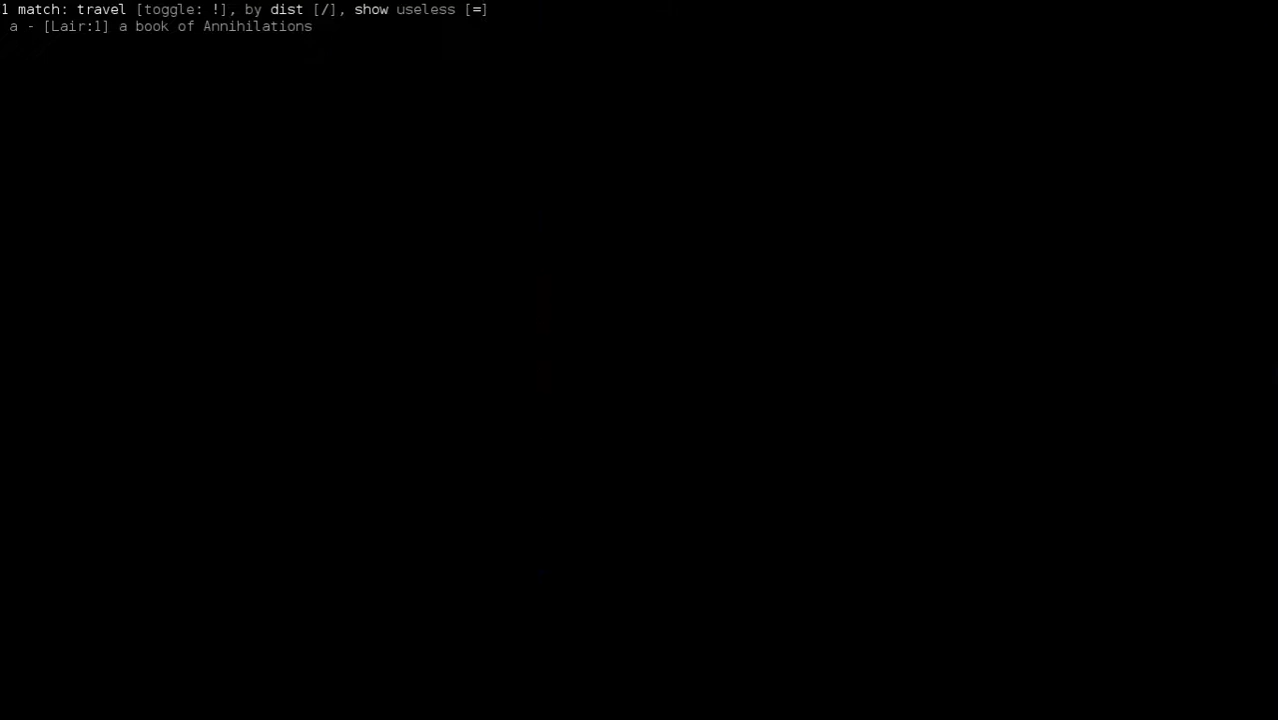 1 match: travel [toggle: !], by dist [/], show useless [=]
a - [Lair:1] a book of Annihilations